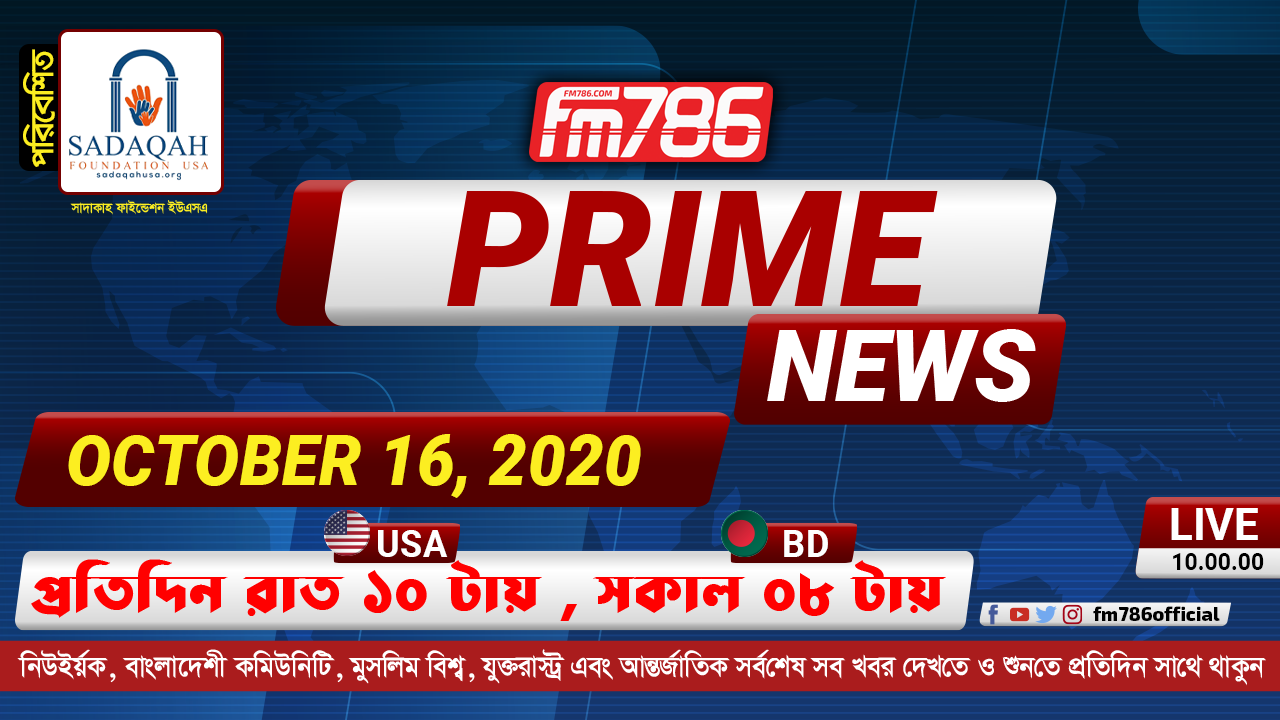 পরিবেশিত
SADAQAH
FOUNDATION USA
sadaqahusa.org
সাদাকাহ ফাইন্ডেশন ইউএসএ
FM786.COM
fm786
PRIME
NEWS
OCTOBER 16, 2020
USA
BD
প্রতিদিন রাত ১০ টায় , সকাল ০৮ টায়
LIVE
10.00.00
fm786official
নিউইর্য়ক, বাংলাদেশী কমিউনিটি, মুসলিম বিশ্ব, যুক্তরাস্ট্র এবং আন্তর্জাতিক সর্বশেষ সব খবর দেখতে ও শুনতে প্রতিদিন সাথে থাকুন